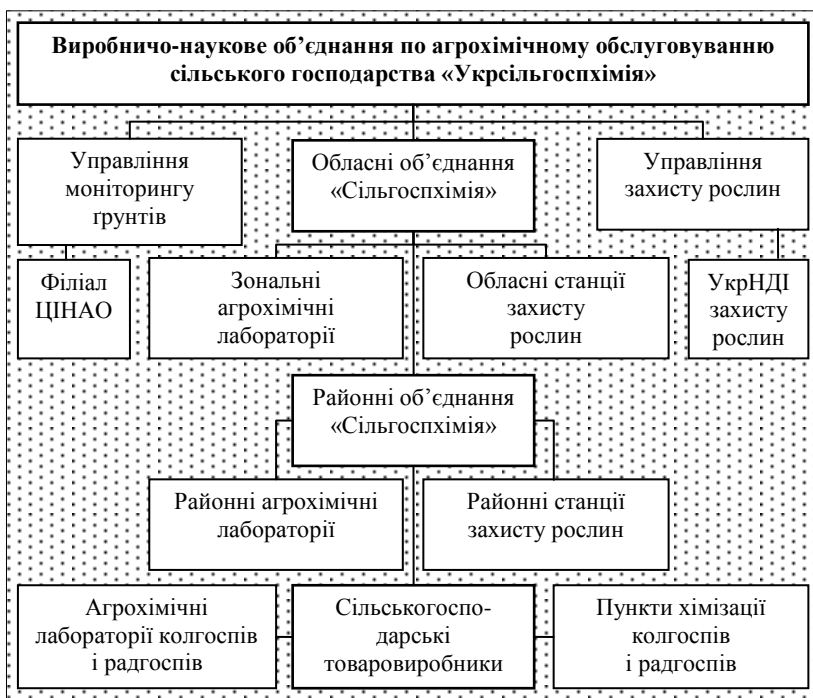 Виробничо-наукове об’єднання по агрохімічному обслуговуванню
сільського господарства «Укрсільгоспхімія»
Управління
моніторингу
ґрунтів
Обласні об’єднання
«Сільгоспхімія»
Управління
захисту рослин
Філіал
ЦІНАО
Зональні
агрохімічні
лабораторії
Обласні станції
захисту
рослин
УкрНДІ
захисту
рослин
Районні об’єднання
«Сільгоспхімія»
Районні агрохімічні
лабораторії
Районні станції
захисту рослин
Агрохімічні
лабораторії колгоспів
і радгоспів
Сільськогоспо-
дарські
товаровиробники
Пункти хімізації
колгоспів
і радгоспів